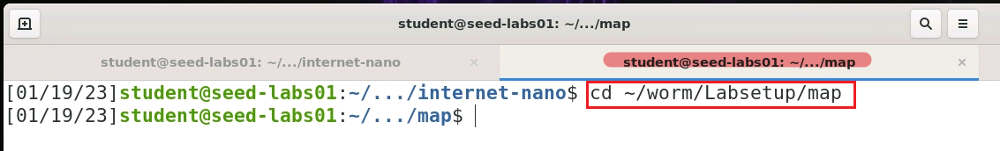 student@seed-labs01: ~/.../map
student@seed-labs01: ~/.../internet-nano
student@seed-labs01: ~/.../map
[01/19/23]student@seed-labs01:~/.../internet-nano$ cd ~/worm/Labsetup/map
[01/19/23]student@seed-labs01:~/.../map$